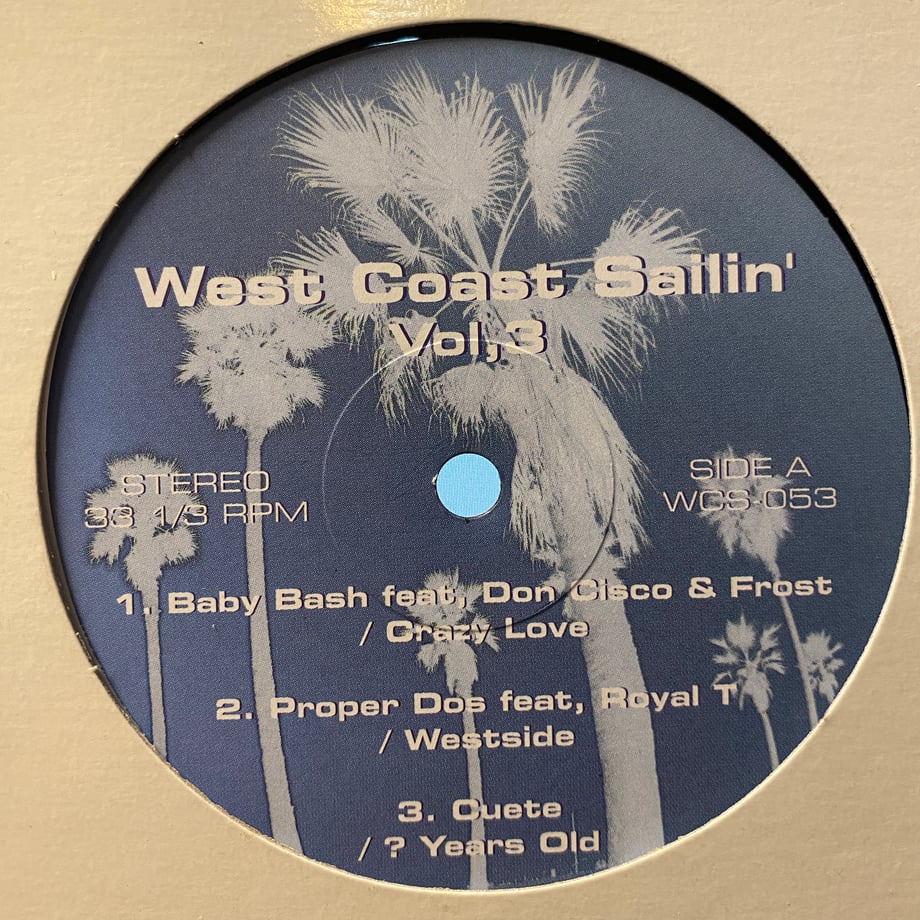 West Coast Sailin'
Vol,3
STEREO
33 1/3 RPM
SIDE A
WCS-053
1. Baby Bash feat, Don Cisco & Frost
/ Crazy Love
2. Proper Dos feat, Royal T
/ Westside
3. Cuete
/ ? Years Old